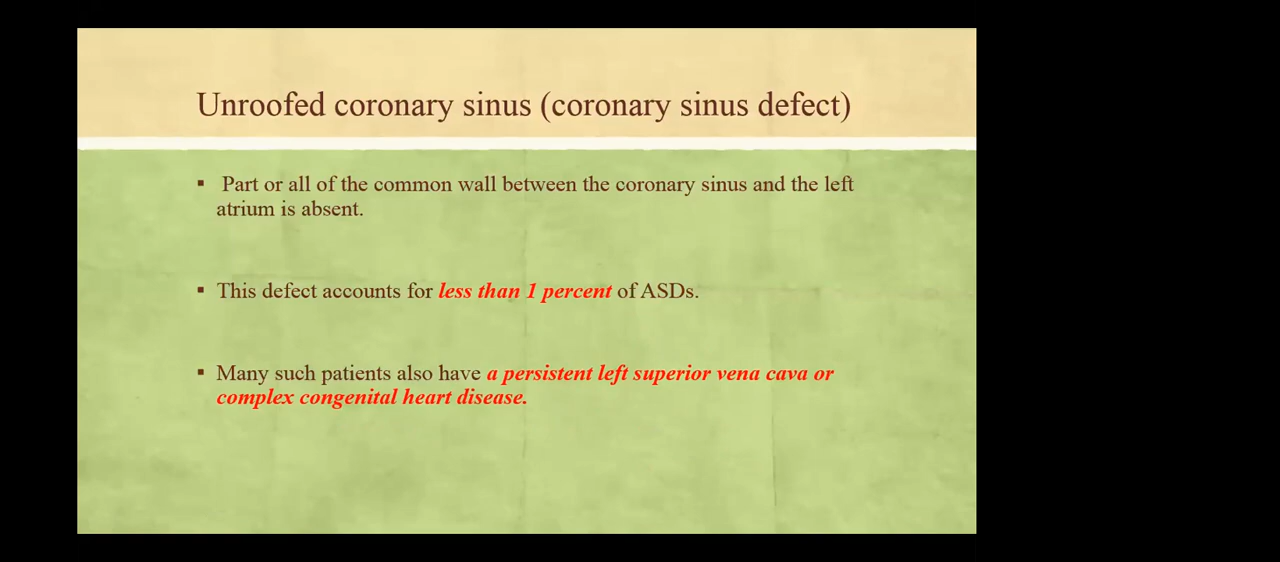 Unroofed coronary sinus (coronary sinus defect)
▪ Part or all of the common wall between the coronary sinus and the left
atrium is absent.
▪ This defect accounts for less than 1 percent of ASDs.
▪ Many such patients also have a persistent left superior vena cava or
complex congenital heart disease.